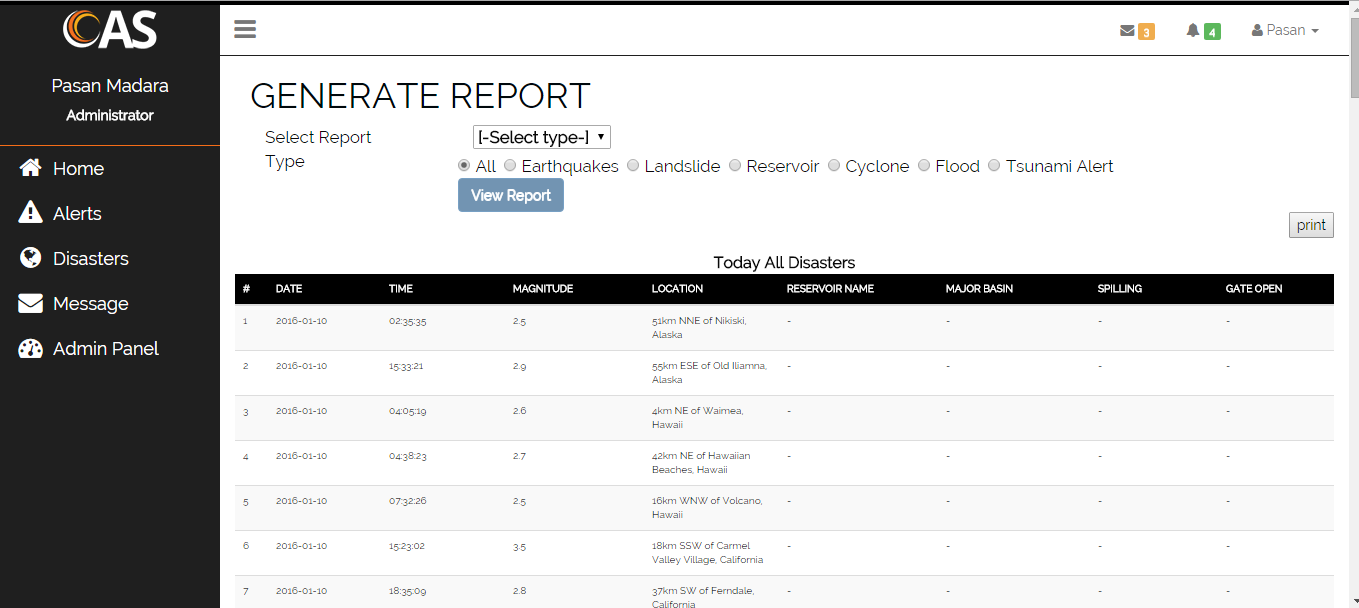 CAS
3 4 Pasan
Pasan Madara
Administrator
Home
Alerts
Disasters
Message
Admin Panel
GENERATE REPORT
Select Report Type
[-Select type-]
All Earthquakes Landslide Reservoir Cyclone Flood Tsunami Alert
View Report
print
Today All Disasters
# DATE TIME MAGNITUDE LOCATION RESERVOIR NAME MAJOR BASIN SPILLING GATE OPEN
1 2016-01-10 02:35:35 2.5 51km NNE of Nikiski, - - - -
Alaska
2 2016-01-10 15:33:21 2.9 55km ESE of Old Iliamna, - - - -
Alaska
3 2016-01-10 04:05:19 2.6 4km NE of Waimea, - - - -
Hawaii
4 2016-01-10 04:38:23 2.7 42km NE of Hawaiian - - - -
Beaches, Hawaii
5 2016-01-10 07:32:26 2.5 16km WNW of Volcano, - - - -
Hawaii
6 2016-01-10 15:23:02 3.5 18km SSW of Carmel - - - -
Valley Village, California
7 2016-01-10 18:35:09 2.8 37km SW of Ferndale, - - - -
California